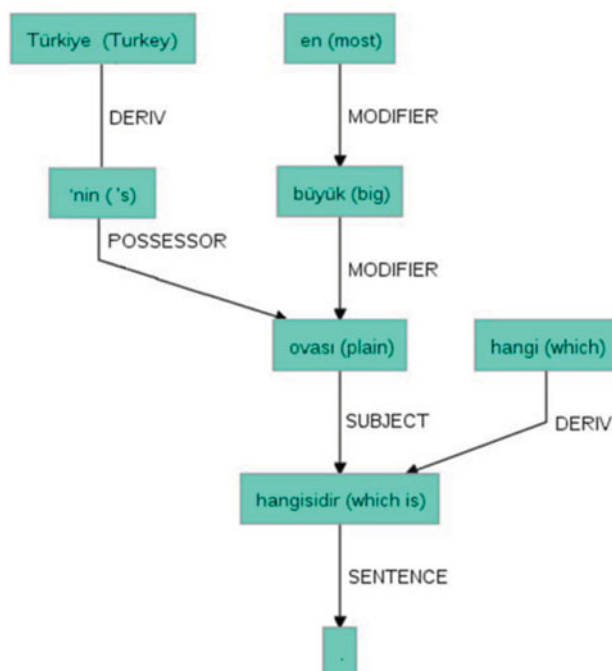 Türkiye (Turkey)
en (most)
DERIV
MODIFIER
'nin ( 's)
büyük (big)
POSSESSOR
MODIFIER
ovası (plain)
hangi (which)
SUBJECT
DERIV
hangisidir (which is)
SENTENCE
.